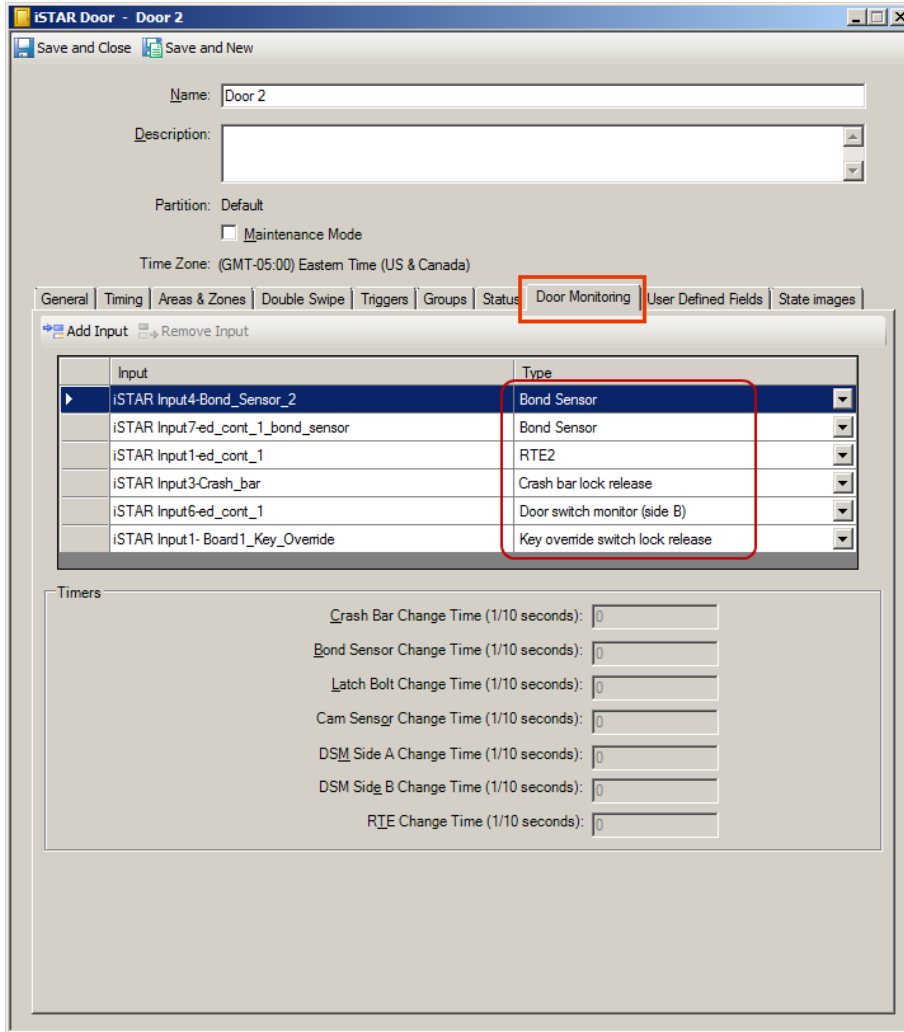 iSTAR Door - Door 2
Save and Close Save and New
Name: Door 2
Description:
Partition: Default
Maintenance Mode
Time Zone: (GMT-05:00) Eastern Time (US & Canada)
General Timing Areas & Zones Double Swipe Triggers Groups Status Door Monitoring User Defined Fields State images
Add Input Remove Input
Input Type
iSTAR Input4-Bond_Sensor_2 Bond Sensor
iSTAR Input7-ed_cont_1_bond_sensor Bond Sensor
iSTAR Input1-ed_cont_1 RTE2
iSTAR Input3-Crash_bar Crash bar lock release
iSTAR Input6-ed_cont_1 Door switch monitor (side B)
iSTAR Input1- Board1_Key_Override Key override switch lock release
Timers
Crash Bar Change Time (1/10 seconds): 0
Bond Sensor Change Time (1/10 seconds): 0
Latch Bolt Change Time (1/10 seconds): 0
Cam Sensor Change Time (1/10 seconds): 0
DSM Side A Change Time (1/10 seconds): 0
DSM Side B Change Time (1/10 seconds): 0
RTE Change Time (1/10 seconds): 0